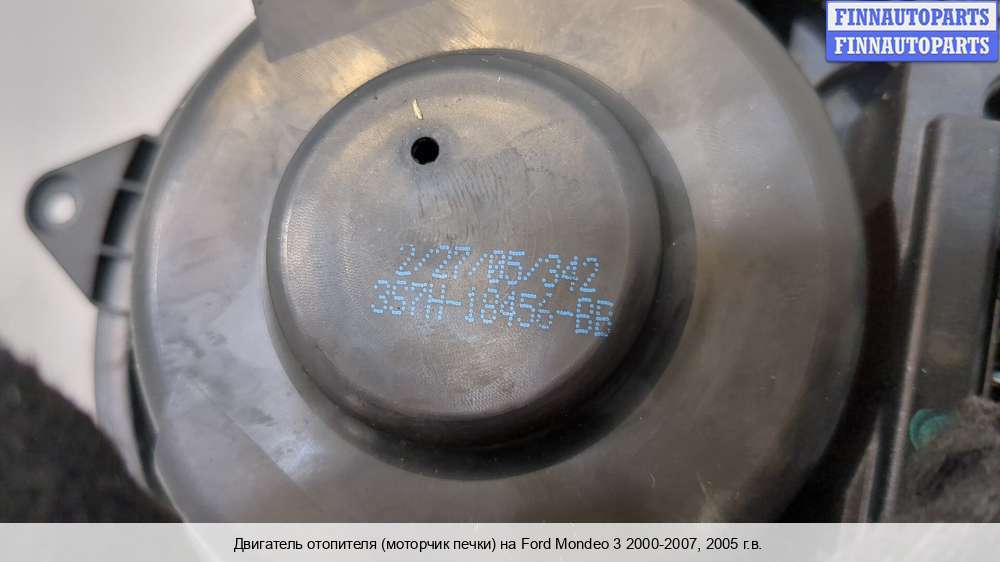 FINNAUTOPARTS
FINNAUTOPARTS
2/27/05/342
3S7H-18456-BB
Двигатель отопителя (моторчик печки) на Ford Mondeo 3 2000-2007, 2005 г.в.